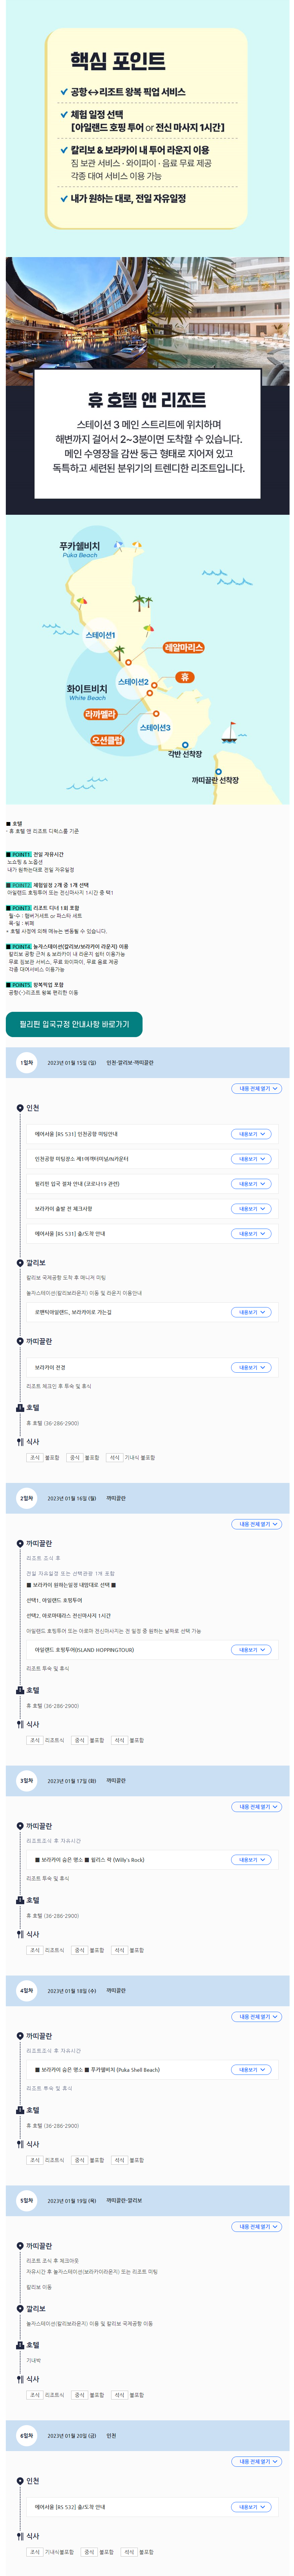 핵심 포인트
공항↔리조트 왕복 픽업 서비스
체험 일정 선택
[아일랜드 호핑 투어 or 전신 마사지 1시간]
칼리보 & 보라카이 내 투어 라운지 이용
짐 보관 서비스 · 와이파이 · 음료 무료 제공
각종 대여 서비스 이용 가능
내가 원하는 대로, 전일 자유일정
휴 호텔 앤 리조트
스테이션 3 메인 스트리트에 위치하며
해변까지 걸어서 2~3분이면 도착할 수 있습니다.
메인 수영장을 감싼 둥근 형태로 지어져 있고
독특하고 세련된 분위기의 트렌디한 리조트입니다.
푸카쉘비치
Puka Beach
스테이션1
레알마리스
스테이션2
휴
화이트비치
White Beach
라까멜라
스테이션3
오션클럽
각반 선착장
까띠끌란 선착장
■ 호텔
- 휴 호텔 앤 리조트 디럭스룸 기준
■ POINT1. 전일 자유시간
노쇼핑 & 노옵션
내가 원하는대로 전일 자유일정
■ POINT2. 체험일정 2개 중 1개 선택
아일랜드 호핑투어 또는 전신마사지 1시간 중 택1
■ POINT3. 리조트 디너 1회 포함
월-수 : 햄버거세트 or 파스타 세트
목-일 : 뷔페
* 호텔 사정에 의해 메뉴는 변동될 수 있습니다.
■ POINT4. 놀자스테이션(칼리보/보라카이 라운지) 이용
칼리보 공항 근처 & 보라카이 내 라운지 쉼터 이용가능
무료 짐보관 서비스, 무료 와이파이, 무료 음료 제공
각종 대여서비스 이용가능
■ POINT5. 왕복픽업 포함
공항<->리조트 왕복 편리한 이동
필리핀 입국규정 안내사항 바로가기
1일차 2023년 01월 15일 (일) 인천-깔리보-까띠끌란
내용 전체 열기
인천
에어서울 [RS 531] 인천공항 미팅안내 내용보기
인천공항 미팅장소 제1여객터미널/N카운터 내용보기
필리핀 입국 절차 안내 (코로나19 관련) 내용보기
보라카이 출발 전 체크사항 내용보기
에어서울 [RS 531] 출/도착 안내 내용보기
깔리보
칼리보 국제공항 도착 후 매니저 미팅
놀자스테이션(칼리보라운지) 이동 및 라운지 이용안내
로맨틱아일랜드, 보라카이로 가는길 내용보기
까띠끌란
보라카이 전경 내용보기
리조트 체크인 후 투숙 및 휴식
호텔
휴 호텔 (36-286-2900)
식사
조식 불포함 중식 불포함 석식 기내식 불포함
2일차 2023년 01월 16일 (월) 까띠끌란
내용 전체 열기
까띠끌란
리조트 조식 후
전일 자유일정 또는 선택관광 1개 포함
■ 보라카이 원하는일정 내맘대로 선택 ■
선택1, 아일랜드 호핑투어
선택2, 아로마테라스 전신마사지 1시간
아일랜드 호핑투어 또는 아로마 전신마사지는 전 일정 중 원하는 날짜로 선택 가능
아일랜드 호핑투어(ISLAND HOPPINGTOUR) 내용보기
리조트 투숙 및 휴식
호텔
휴 호텔 (36-286-2900)
식사
조식 리조트식 중식 불포함 석식 불포함
3일차 2023년 01월 17일 (화) 까띠끌란
내용 전체 열기
까띠끌란
리조트조식 후 자유시간
■ 보라카이 숨은 명소 ■ 윌리스 락 (Willy's Rock) 내용보기
리조트 투숙 및 휴식
호텔
휴 호텔 (36-286-2900)
식사
조식 리조트식 중식 불포함 석식 불포함
4일차 2023년 01월 18일 (수) 까띠끌란
내용 전체 열기
까띠끌란
리조트조식 후 자유시간
■ 보라카이 숨은 명소 ■ 푸카쉘비치 (Puka Shell Beach) 내용보기
리조트 투숙 및 휴식
호텔
휴 호텔 (36-286-2900)
식사
조식 리조트식 중식 불포함 석식 불포함
5일차 2023년 01월 19일 (목) 까띠끌란-깔리보
내용 전체 열기
까띠끌란
리조트 조식 후 체크아웃
자유시간 후 놀자스테이션(보라카이라운지) 또는 리조트 미팅
칼리보 이동
깔리보
놀자스테이션(칼리보라운지) 이용 및 칼리보 국제공항 이동
호텔
기내박
식사
조식 리조트식 중식 불포함 석식 불포함
6일차 2023년 01월 20일 (금) 인천
내용 전체 열기
인천
에어서울 [RS 532] 출/도착 안내 내용보기
식사
조식 기내식불포함 중식 불포함 석식 불포함